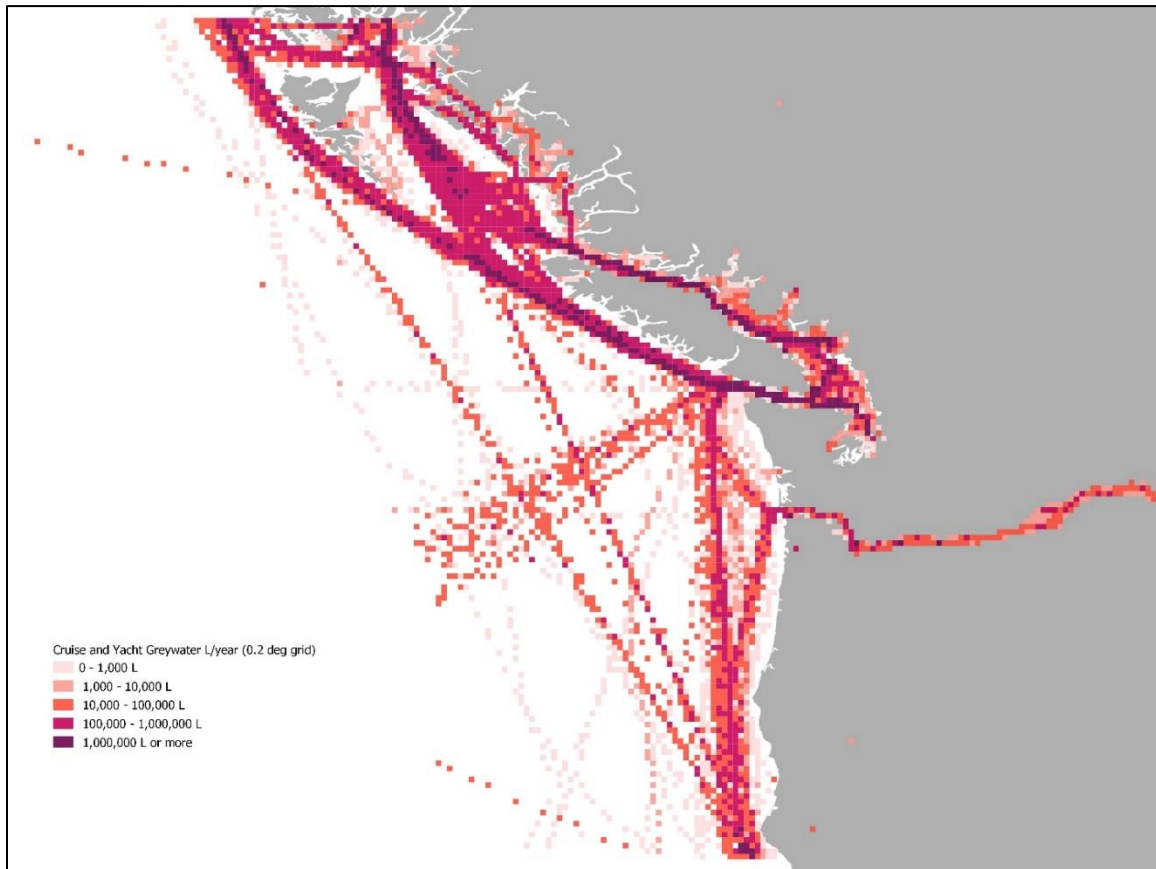 Cruise and Yacht Greywater L/year (0.2 deg grid)
0 - 1,000 L
1,000 - 10,000 L
10,000 - 100,000 L
100,000 - 1,000,000 L
1,000,000 L or more